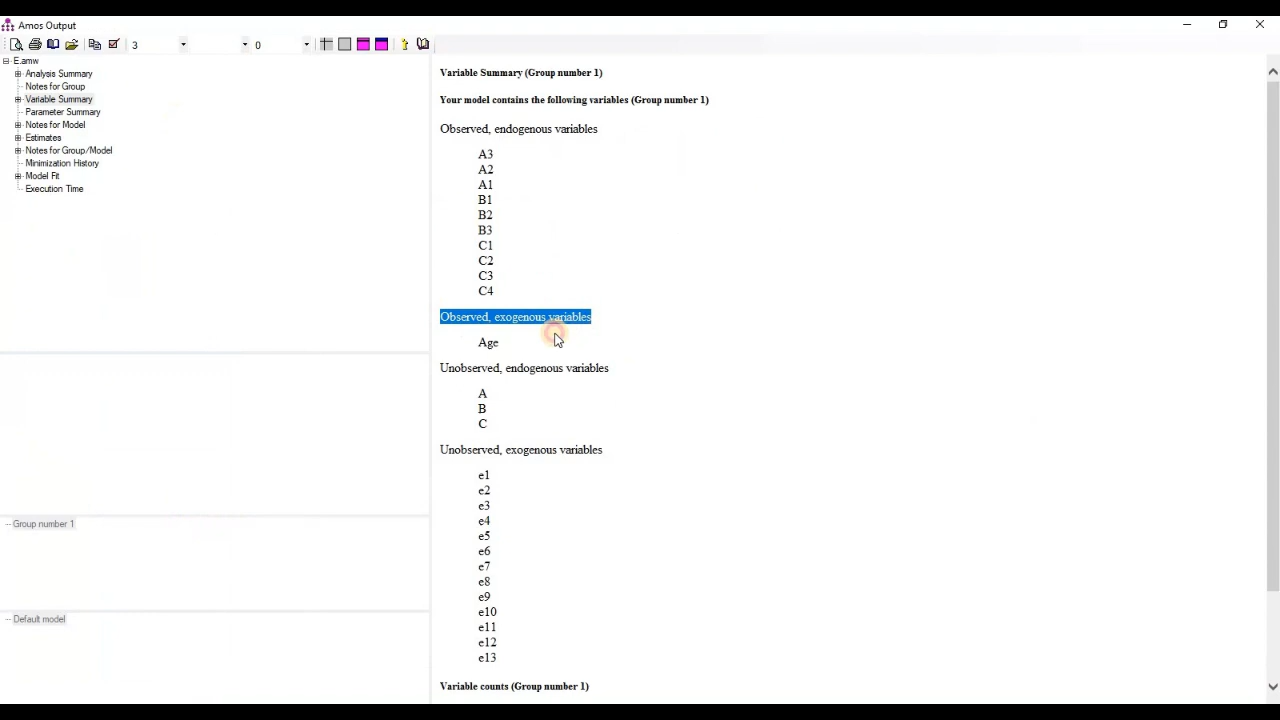 Amos Output
3
0
E.amw
Analysis Summary
Notes for Group
Variable Summary
Parameter Summary
Notes for Model
Estimates
Notes for Group/Model
Minimization History
Model Fit
Execution Time
Group number 1
Default model
Variable Summary (Group number 1)
Your model contains the following variables (Group number 1)
Observed, endogenous variables
A3
A2
A1
B1
B2
B3
C1
C2
C3
C4
Observed, exogenous variables
Age
Unobserved, endogenous variables
A
B
C
Unobserved, exogenous variables
e1
e2
e3
e4
e5
e6
e7
e8
e9
e10
e11
e12
e13
Variable counts (Group number 1)